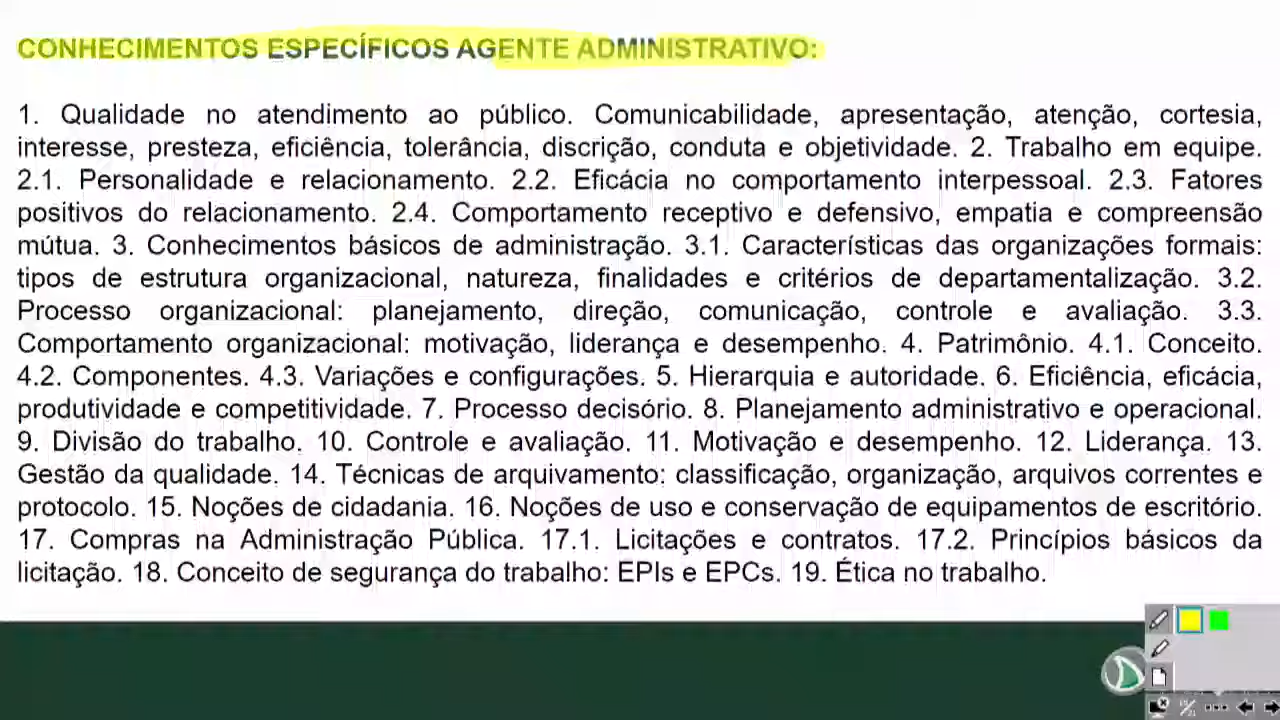 CONHECIMENTOS ESPECÍFICOS AGENTE ADMINISTRATIVO:
1. Qualidade no atendimento ao público. Comunicabilidade, apresentação, atenção, cortesia,
interesse, presteza, eficiência, tolerância, discrição, conduta e objetividade. 2. Trabalho em equipe.
2.1. Personalidade e relacionamento. 2.2. Eficácia no comportamento interpessoal. 2.3. Fatores
positivos do relacionamento. 2.4. Comportamento receptivo e defensivo, empatia e compreensão
mútua. 3. Conhecimentos básicos de administração. 3.1. Características das organizações formais:
tipos de estrutura organizacional, natureza, finalidades e critérios de departamentalização. 3.2.
Processo organizacional: planejamento, direção, comunicação, controle e avaliação. 3.3.
Comportamento organizacional: motivação, liderança e desempenho. 4. Patrimônio. 4.1. Conceito.
4.2. Componentes. 4.3. Variações e configurações. 5. Hierarquia e autoridade. 6. Eficiência, eficácia,
produtividade e competitividade. 7. Processo decisório. 8. Planejamento administrativo e operacional.
9. Divisão do trabalho. 10. Controle e avaliação. 11. Motivação e desempenho. 12. Liderança. 13.
Gestão da qualidade. 14. Técnicas de arquivamento: classificação, organização, arquivos correntes e
protocolo. 15. Noções de cidadania. 16. Noções de uso e conservação de equipamentos de escritório.
17. Compras na Administração Pública. 17.1. Licitações e contratos. 17.2. Princípios básicos da
licitação. 18. Conceito de segurança do trabalho: EPIs e EPCs. 19. Ética no trabalho.